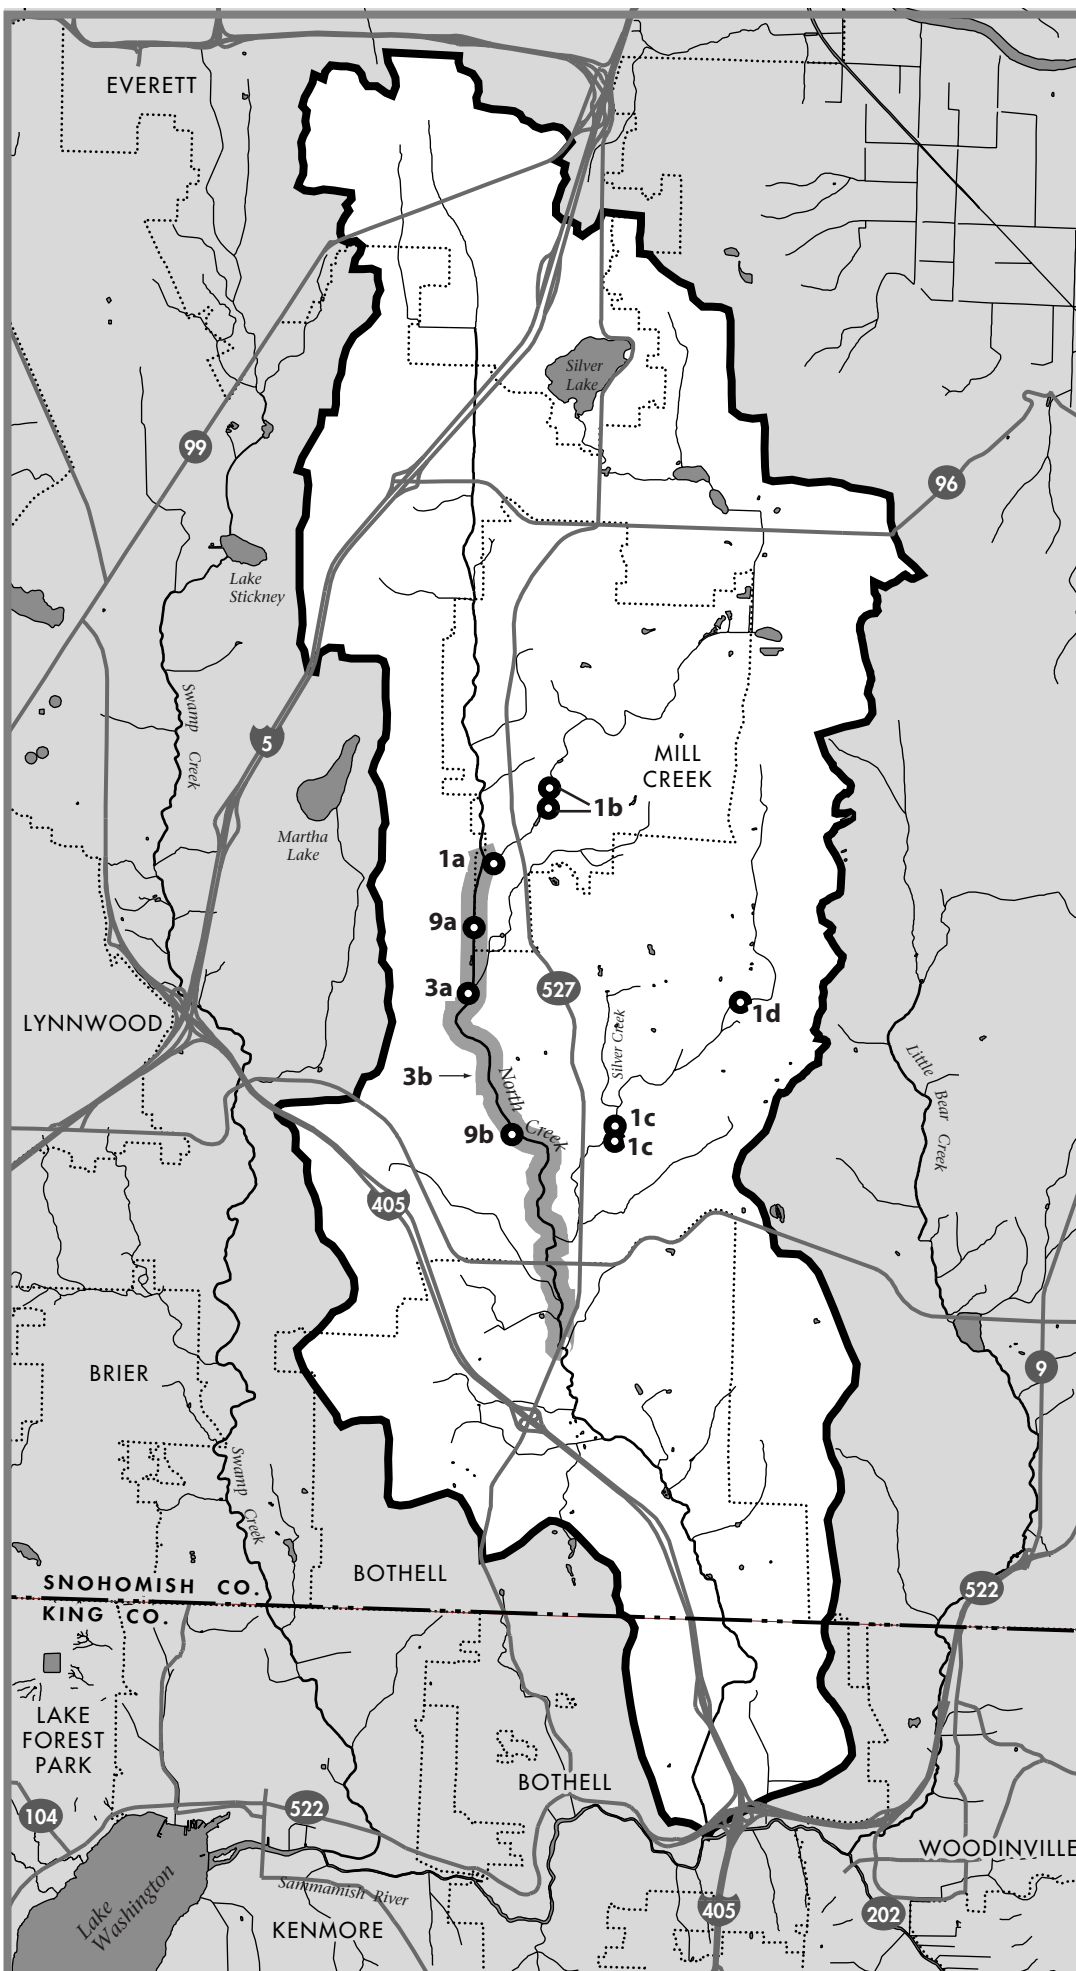 EVERETT
Silver
Lake
99
96
Lake
Stickney
Swamp
Creek
5
MILL
CREEK
1b
Martha
Lake
1a
9a
3a
527
1d
LYNNWOOD
Silver Creek
Little
Bear
Creek
3b
North
Creek
1c
9b
1c
405
9
BRIER
Swamp
Creek
BOTHELL
SNOHOMISH CO.
522
KING CO.
LAKE
FOREST
PARK
BOTHELL
104
522
WOODINVILLE
Lake
Washington
Sammamish River
405
202
KENMORE